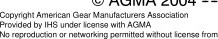 © AGMA 2004 --
Copyright American Gear Manufacturers Association
Provided by IHS under license with AGMA
No reproduction or networking permitted without license from